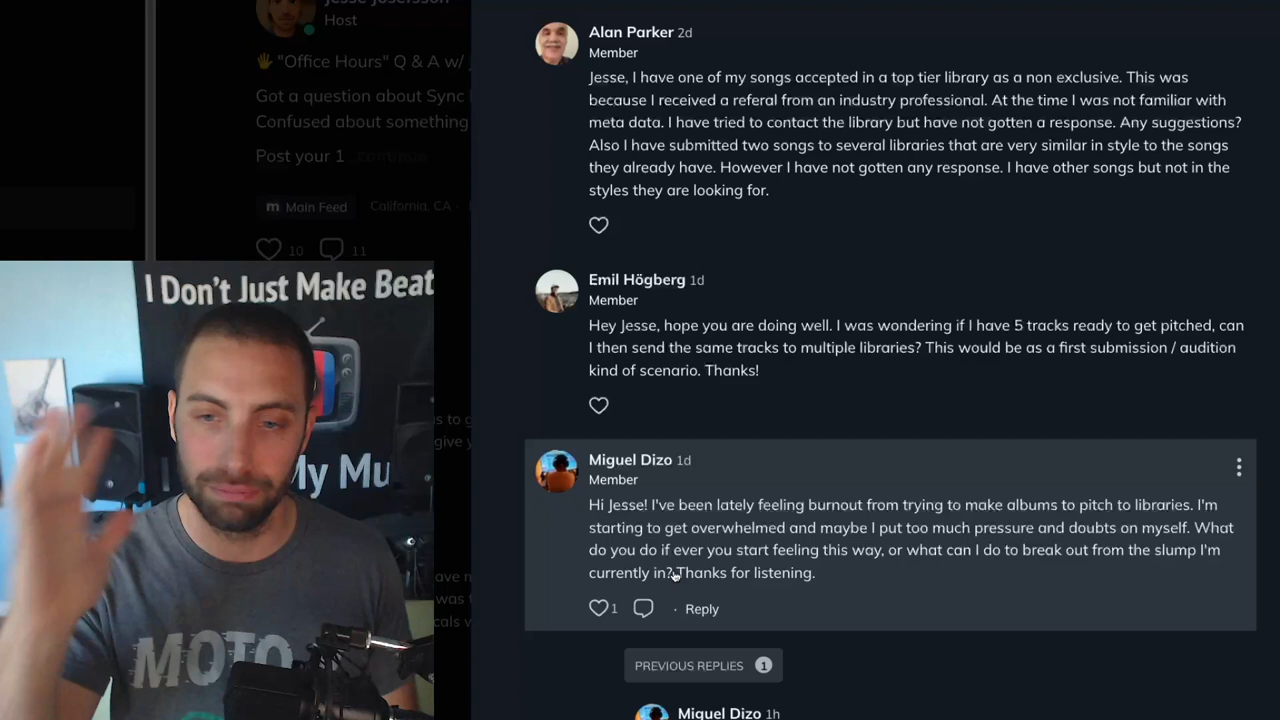 Host
🖐 "Office Hours" Q & A w/
Got a question about Sync
Confused about something
Post your 1 continue
m Main Feed California, CA ·
10 11
Alan Parker 2d
Member
Jesse, I have one of my songs accepted in a top tier library as a non exclusive. This was
because I received a referal from an industry professional. At the time I was not familiar with
meta data. I have tried to contact the library but have not gotten a response. Any suggestions?
Also I have submitted two songs to several libraries that are very similar in style to the songs
they already have. However I have not gotten any response. I have other songs but not in the
styles they are looking for.
Emil Högberg 1d
Member
Hey Jesse, hope you are doing well. I was wondering if I have 5 tracks ready to get pitched, can
I then send the same tracks to multiple libraries? This would be as a first submission / audition
kind of scenario. Thanks!
Miguel Dizo 1d
Member
Hi Jesse! I've been lately feeling burnout from trying to make albums to pitch to libraries. I'm
starting to get overwhelmed and maybe I put too much pressure and doubts on myself. What
do you do if ever you start feeling this way, or what can I do to break out from the slump I'm
currently in? Thanks for listening.
1 · Reply
PREVIOUS REPLIES 1
Miguel Dizo 1h
I Don't Just Make Beat
My Mu
MOTO